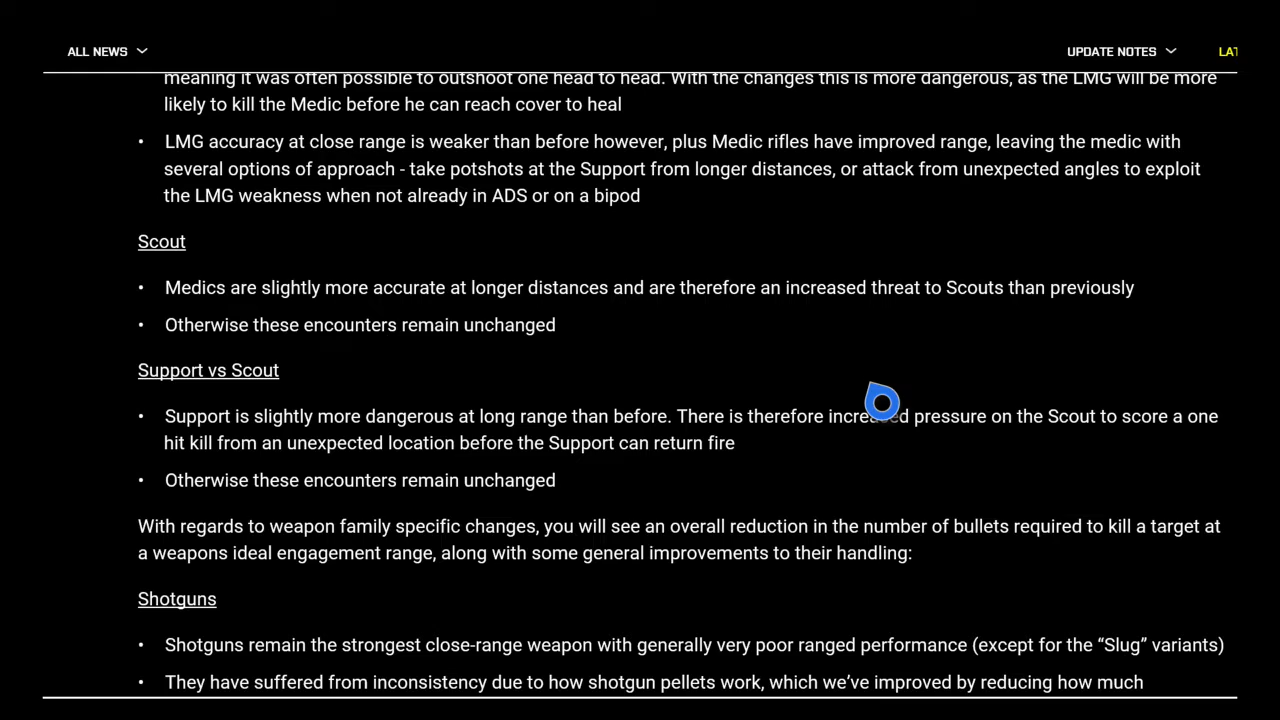 ALL NEWS
UPDATE NOTES
LAT
meaning it was often possible to outshoot one head to head. With the changes this is more dangerous, as the LMG will be more
likely to kill the Medic before he can reach cover to heal
• LMG accuracy at close range is weaker than before however, plus Medic rifles have improved range, leaving the medic with
several options of approach - take potshots at the Support from longer distances, or attack from unexpected angles to exploit
the LMG weakness when not already in ADS or on a bipod
Scout
• Medics are slightly more accurate at longer distances and are therefore an increased threat to Scouts than previously
• Otherwise these encounters remain unchanged
Support vs Scout
• Support is slightly more dangerous at long range than before. There is therefore increased pressure on the Scout to score a one
hit kill from an unexpected location before the Support can return fire
• Otherwise these encounters remain unchanged
With regards to weapon family specific changes, you will see an overall reduction in the number of bullets required to kill a target at
a weapons ideal engagement range, along with some general improvements to their handling:
Shotguns
• Shotguns remain the strongest close-range weapon with generally very poor ranged performance (except for the “Slug” variants)
• They have suffered from inconsistency due to how shotgun pellets work, which we’ve improved by reducing how much